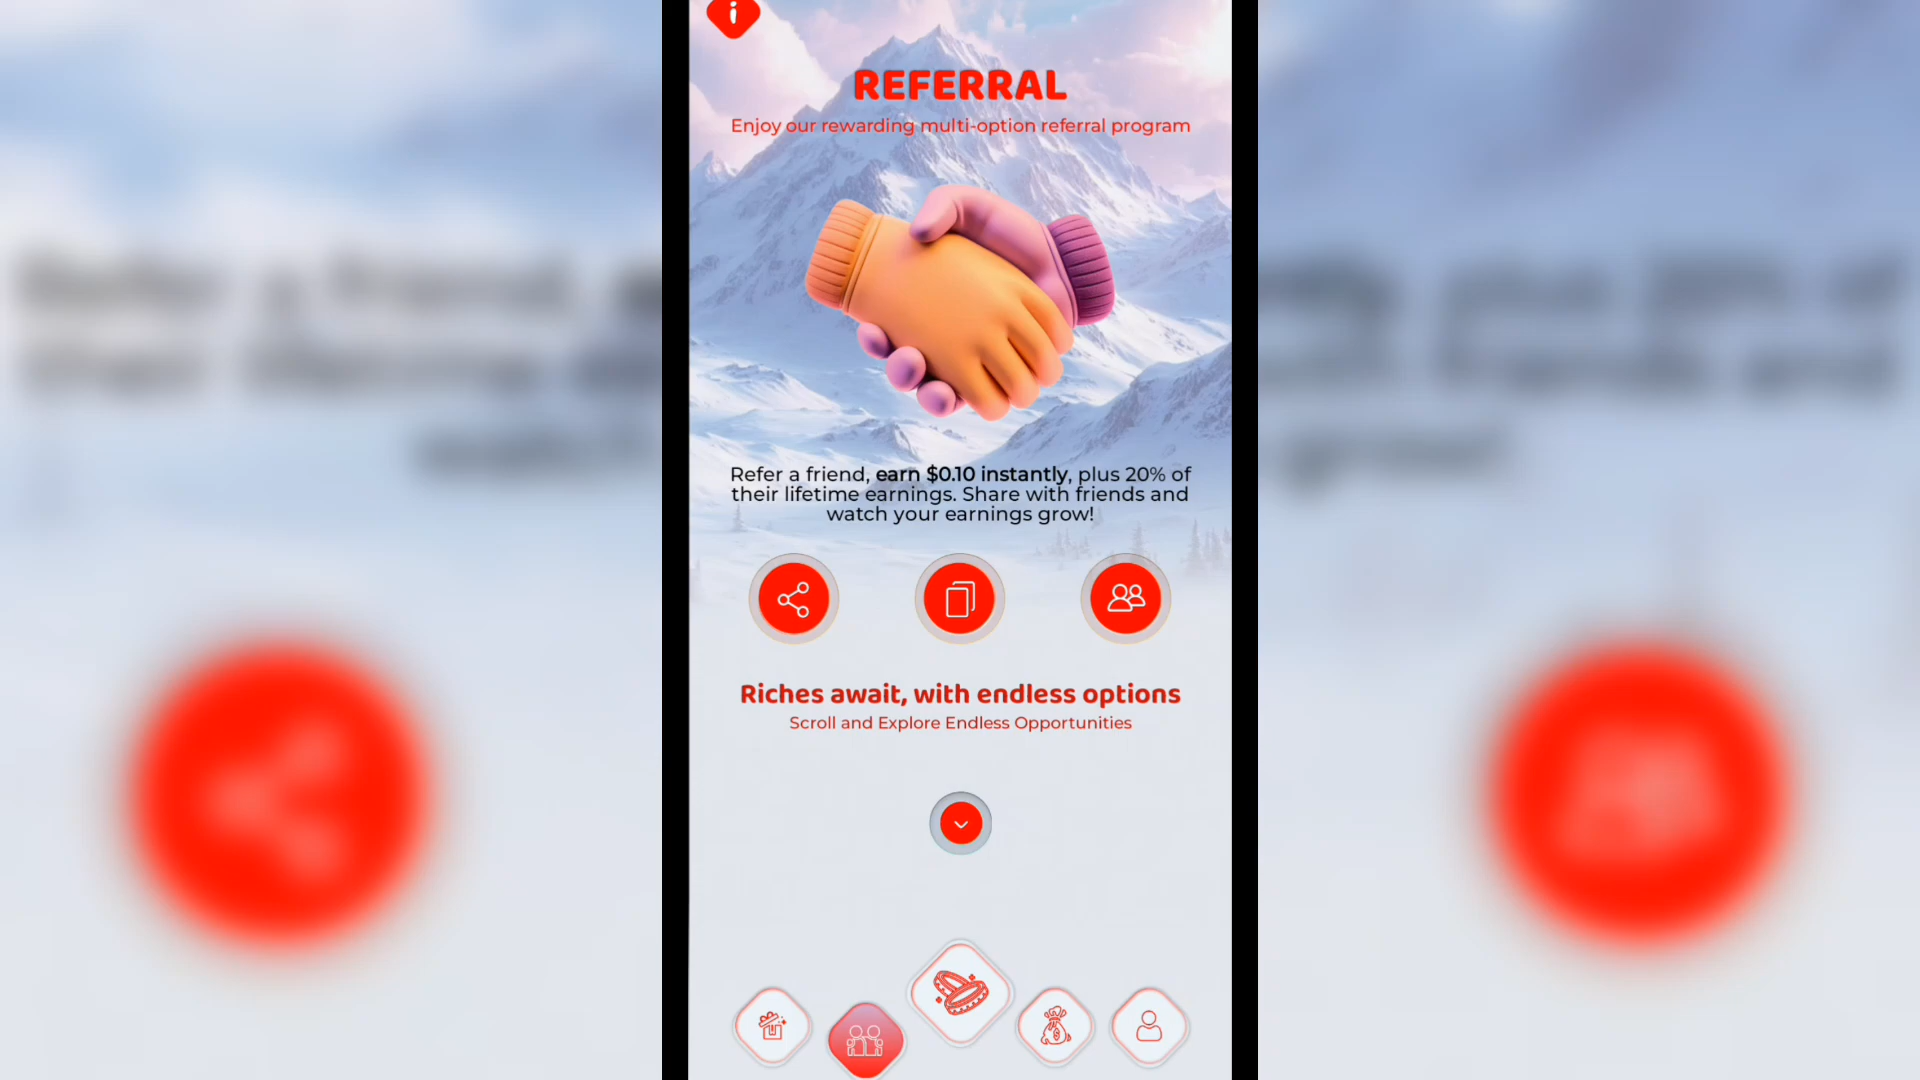 i
REFERRAL
Enjoy our rewarding multi-option referral program
Refer a friend, earn $0.10 instantly, plus 20% of
their lifetime earnings. Share with friends and
watch your earnings grow!
Riches await, with endless options
Scroll and Explore Endless Opportunities